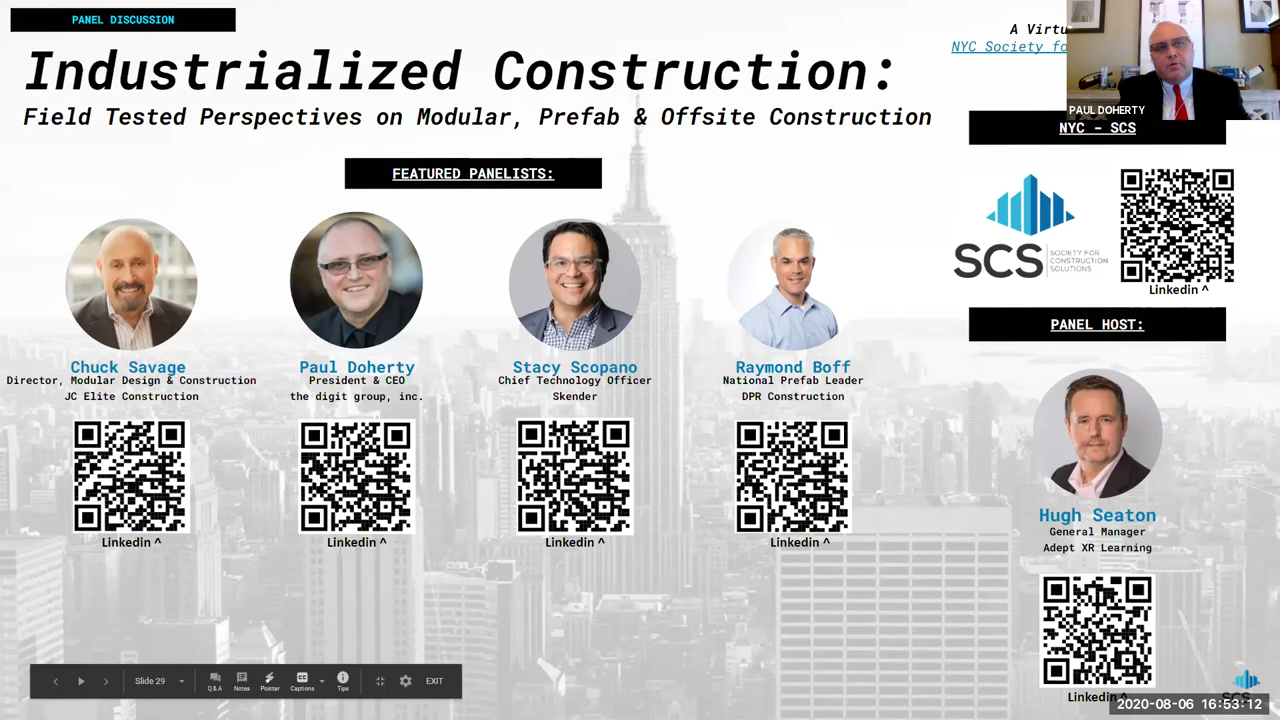 PANEL DISCUSSION
Industrialized Construction:
Field Tested Perspectives on Modular, Prefab & Offsite Construction
FEATURED PANELISTS:
Chuck Savage
Director, Modular Design & Construction
JC Elite Construction
Linkedin ^
Paul Doherty
President & CEO
the digit group, inc.
Linkedin ^
Stacy Scopano
Chief Technology Officer
Skender
Linkedin ^
Raymond Boff
National Prefab Leader
DPR Construction
Linkedin ^
A Virtu
NYC Society fo
PAUL DOHERTY
NYC - SCS
SCS
SOCIETY FOR
CONSTRUCTION
SOLUTIONS
Linkedin ^
PANEL HOST:
Hugh Seaton
General Manager
Adept XR Learning
Linkedin ^
SCS
2020-08-06 16:53:12
Slide 29
Q & A
Notes
Pointer
Captions
Tips
EXIT